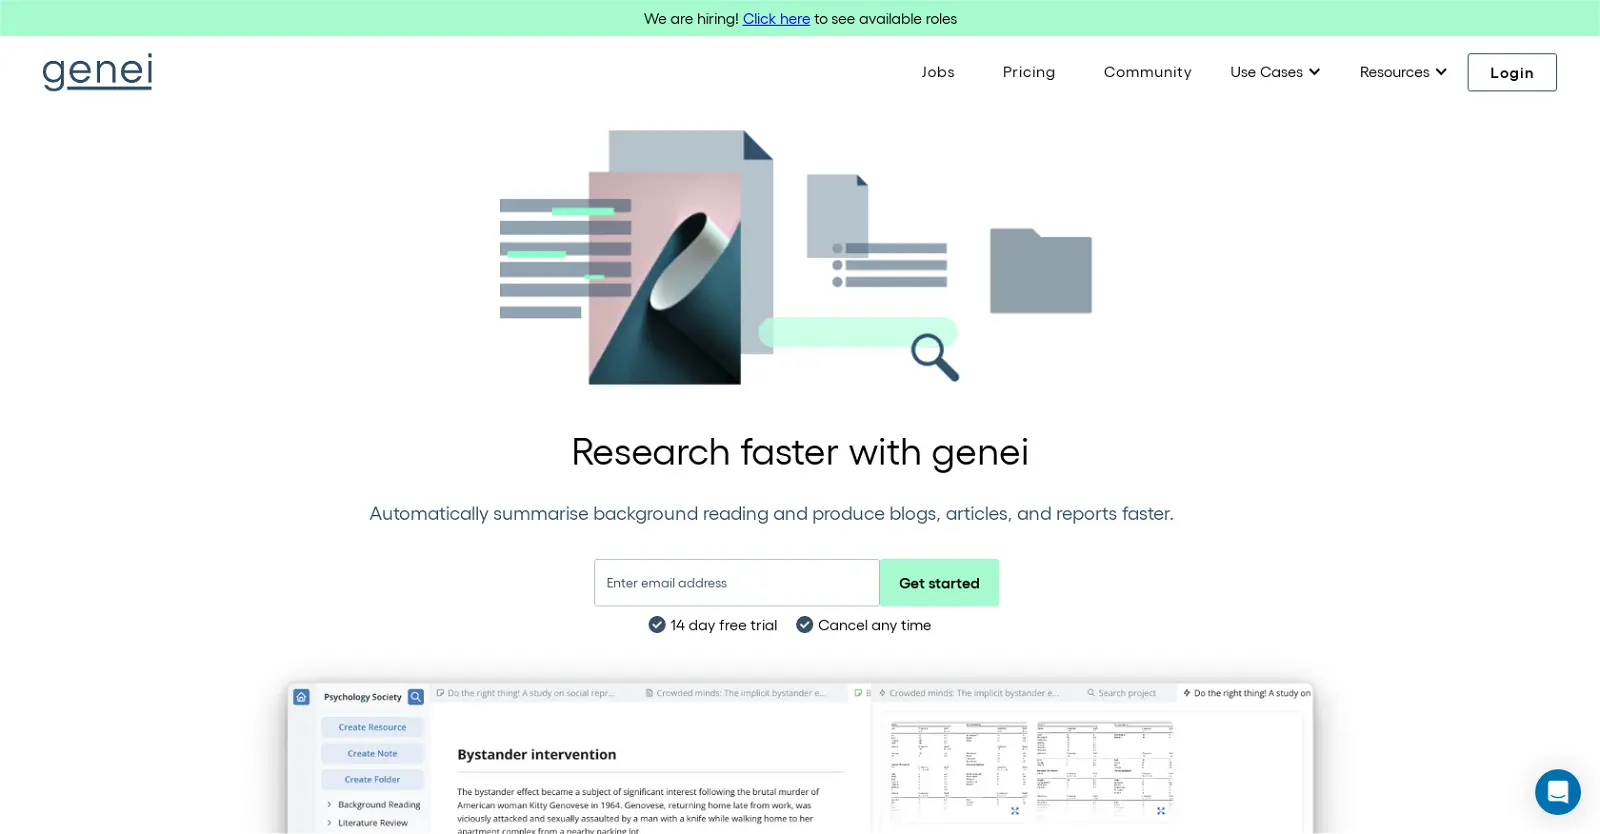 We are hiring! Click here to see available roles
genei
Jobs
Pricing
Community
Use Cases
Resources
Login
Research faster with genei
Automatically summarise background reading and produce blogs, articles, and reports faster.
Enter email address
Get started
14 day free trial
Cancel any time
Psychology Society
Do the right thing! A study on social repr...
Crowded minds: The implicit bystander e...
B
Crowded minds: The implicit bystander e...
Search project
Do the right thing! A study on
Create Resource
Create Note
Create Folder
Background Reading
Literature Review
Bystander intervention
The bystander effect became a subject of significant interest following the brutal murder of
American woman Kitty Genovese in 1964. Genovese, returning home late from work, was
viciously attacked and sexually assaulted by a man with a knife while walking home to her
apartment complex from a nearby parking lot.